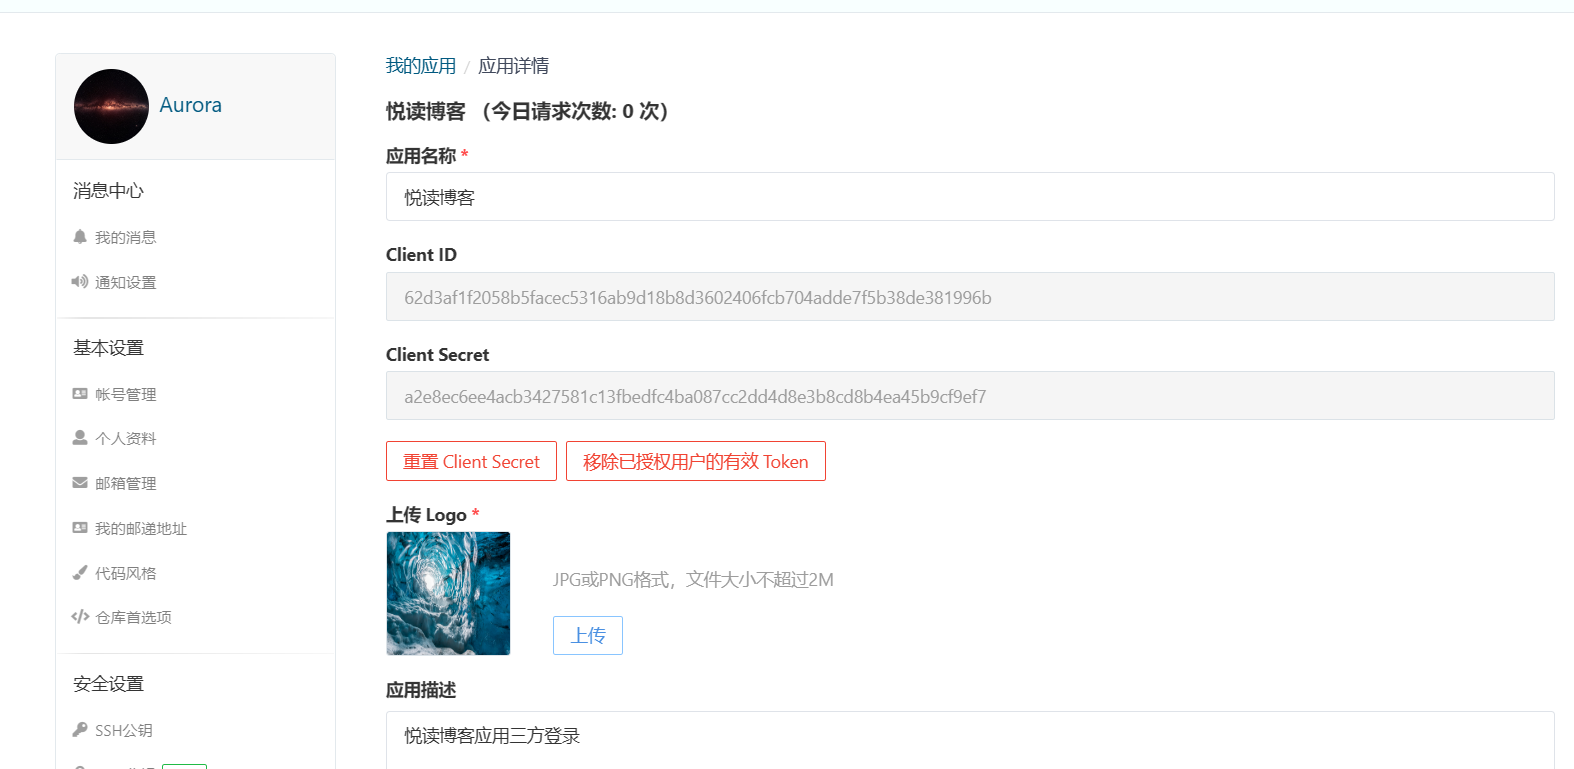 Aurora
消息中心
我的消息
通知设置
基本设置
帐号管理
个人资料
邮箱管理
我的邮递地址
代码风格
仓库首选项
安全设置
SSH公钥
我的应用 / 应用详情
悦读博客 （今日请求次数: 0 次）
应用名称 *
悦读博客
Client ID
62d3af1f2058b5facec5316ab9d18b8d3602406fcb704adde7f5b38de381996b
Client Secret
a2e8ec6ee4acb3427581c13fbedfc4ba087cc2dd4d8e3b8cd8b4ea45b9cf9ef7
重置 Client Secret 移除已授权用户的有效 Token
上传 Logo *
JPG或PNG格式，文件大小不超过2M
上传
应用描述
悦读博客应用三方登录